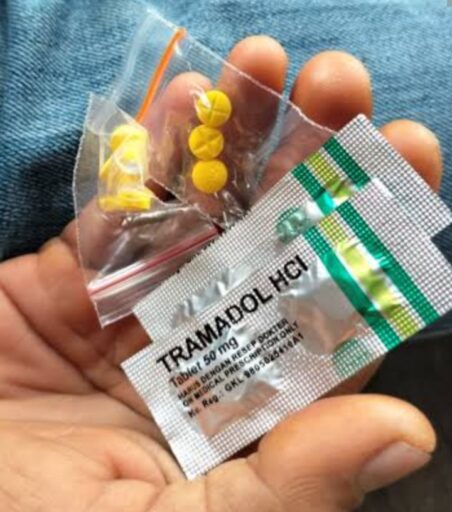 TRAMADOL HCl
Tablet 50 mg
HARUS DENGAN RESEP DOKTER
ON MEDICAL PRESCRIPTION ONLY
No. Reg.: GKL